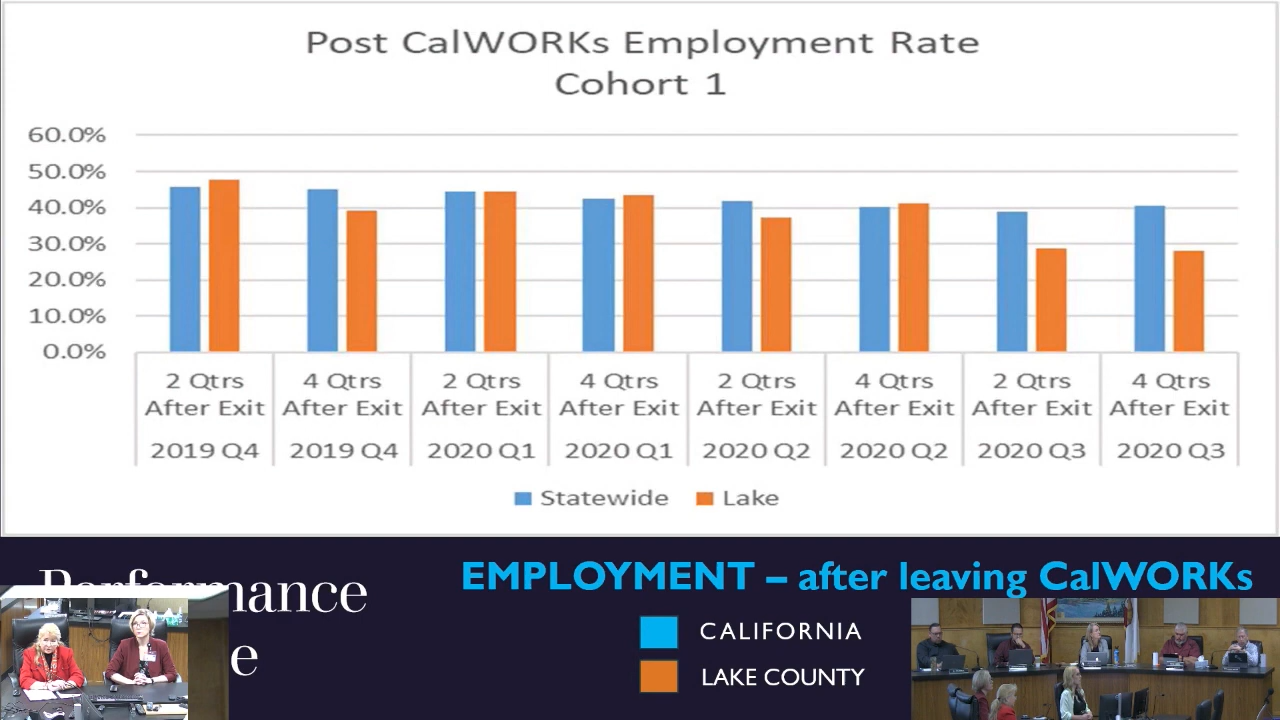 Post CalWORKs Employment Rate
Cohort 1
60.0%
50.0%
40.0%
30.0%
20.0%
10.0%
0.0%
2 Qtrs 4 Qtrs 2 Qtrs 4 Qtrs 2 Qtrs 4 Qtrs 2 Qtrs 4 Qtrs
After Exit After Exit After Exit After Exit After Exit After Exit After Exit After Exit
2019 Q4 2019 Q4 2020 Q1 2020 Q1 2020 Q2 2020 Q2 2020 Q3 2020 Q3
Statewide Lake
EMPLOYMENT – after leaving CalWORKs
CALIFORNIA
LAKE COUNTY